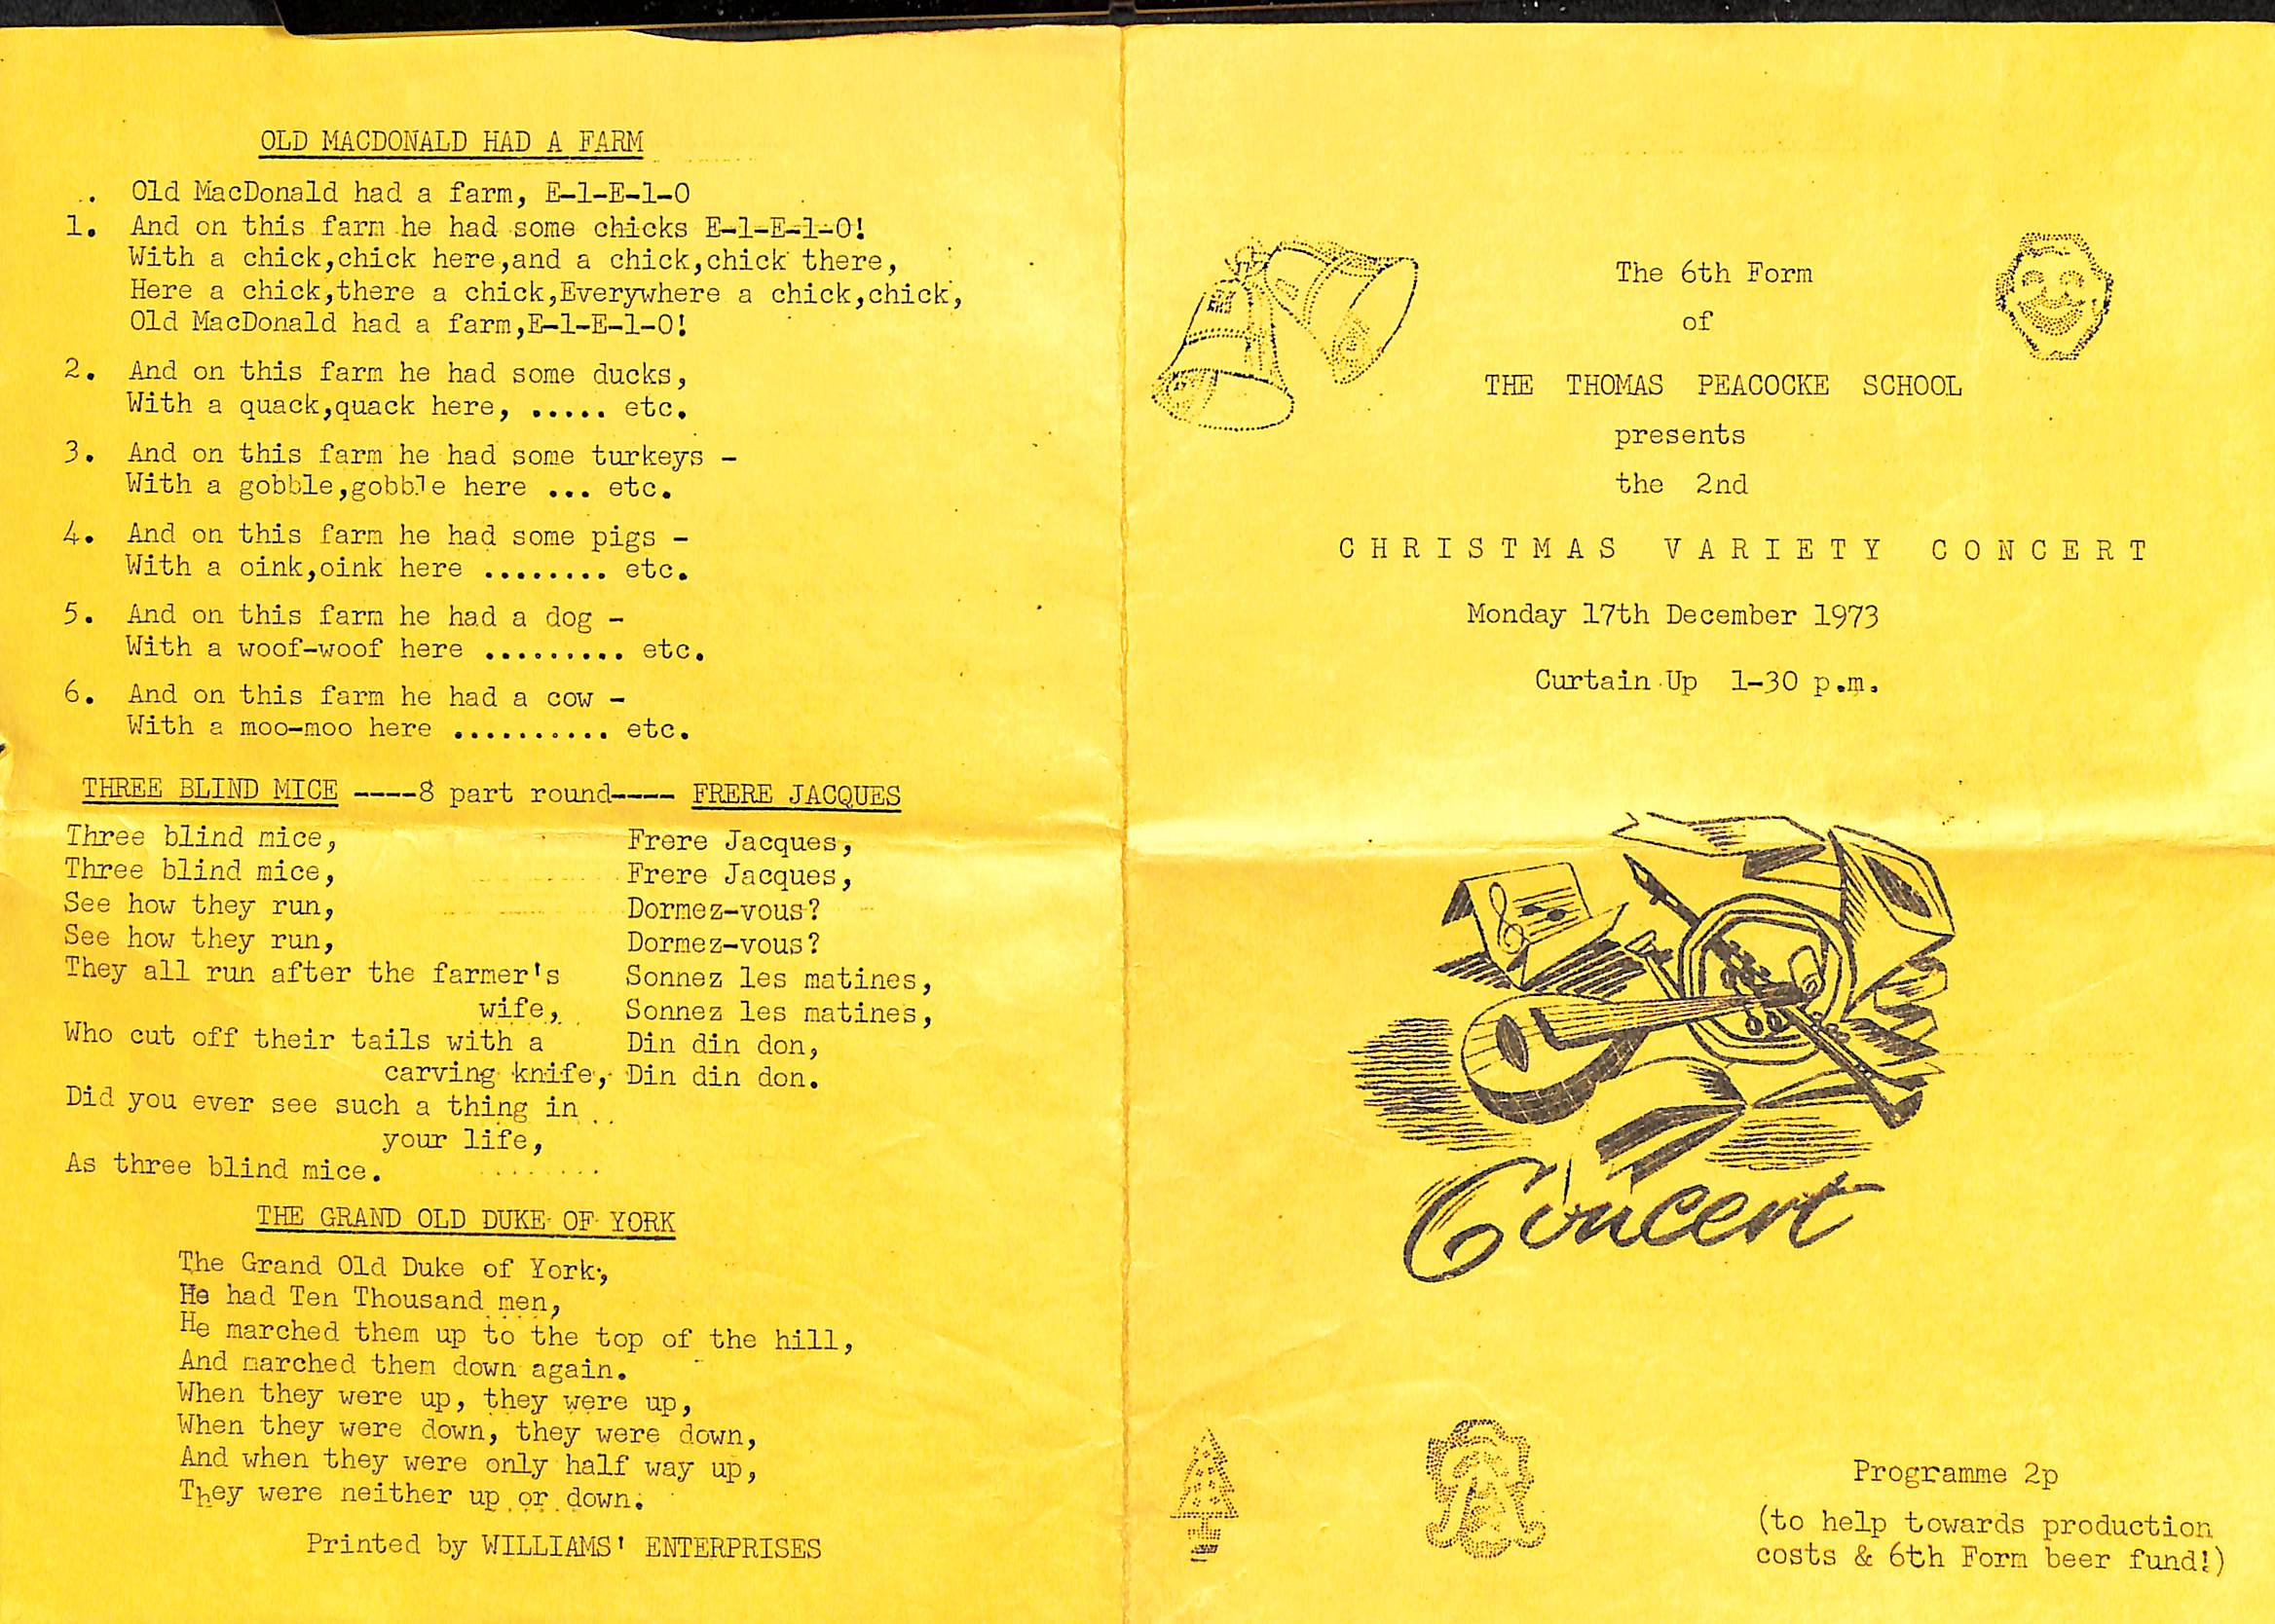 OLD MACDONALD HAD A FARM
.. Old MacDonald had a farm, E-1-E-1-O
1. And on this farm he had some chicks E-1-E-1-O!
With a chick,chick here,and a chick,chick there,
Here a chick,there a chick,Everywhere a chick,chick,
Old MacDonald had a farm,E-1-E-1-O!
2. And on this farm he had some ducks,
With a quack,quack here, ..... etc.
3. And on this farm he had some turkeys -
With a gobble,gobble here ... etc.
4. And on this farm he had some pigs -
With a oink,oink here ........ etc.
5. And on this farm he had a dog -
With a woof-woof here ......... etc.
6. And on this farm he had a cow -
With a moo-moo here .......... etc.
THREE BLIND MICE ----8 part round---- FRERE JACQUES
Three blind mice,
Three blind mice,
See how they run,
See how they run,
They all run after the farmer's
wife,
Who cut off their tails with a
carving knife,
Did you ever see such a thing in
your life,
As three blind mice.
Frere Jacques,
Frere Jacques,
Dormez-vous?
Dormez-vous?
Sonnez les matines,
Sonnez les matines,
Din din don,
Din din don.
THE GRAND OLD DUKE OF YORK
The Grand Old Duke of York,
He had Ten Thousand men,
He marched them up to the top of the hill,
And marched them down again.
When they were up, they were up,
When they were down, they were down,
And when they were only half way up,
They were neither up or down.
Printed by WILLIAMS' ENTERPRISES
The 6th Form
of
THE THOMAS PEACOCKE SCHOOL
presents
the 2nd
CHRISTMAS VARIETY CONCERT
Monday 17th December 1973
Curtain Up 1-30 p.m.
Concert
Programme 2p
(to help towards production
costs & 6th Form beer fund!)